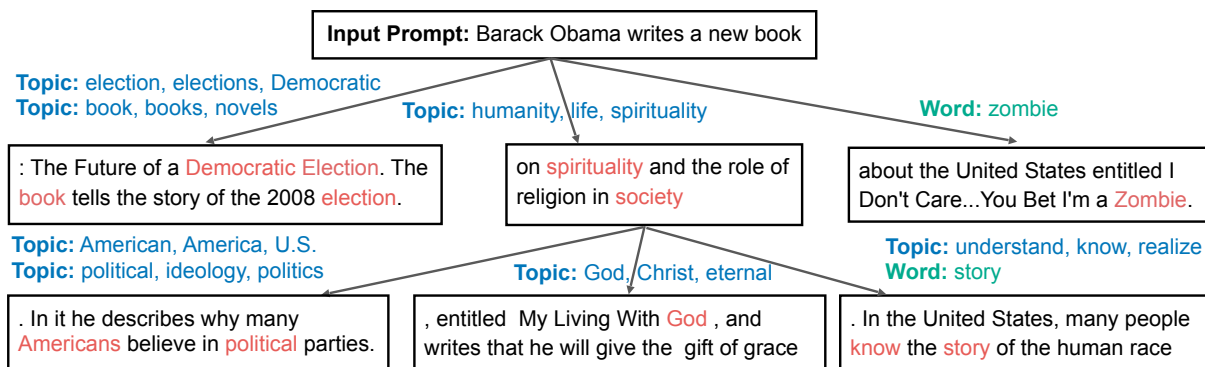 Input Prompt: Barack Obama writes a new book
Topic: election, elections, Democratic
Topic: book, books, novels
Topic: humanity, life, spirituality
Word: zombie
: The Future of a Democratic Election. The
book tells the story of the 2008 election.
on spirituality and the role of
religion in society
about the United States entitled I
Don't Care...You Bet I'm a Zombie.
Topic: American, America, U.S.
Topic: political, ideology, politics
Topic: God, Christ, eternal
Topic: understand, know, realize
Word: story
. In it he describes why many
Americans believe in political parties.
, entitled My Living With God , and
writes that he will give the gift of grace
. In the United States, many people
know the story of the human race